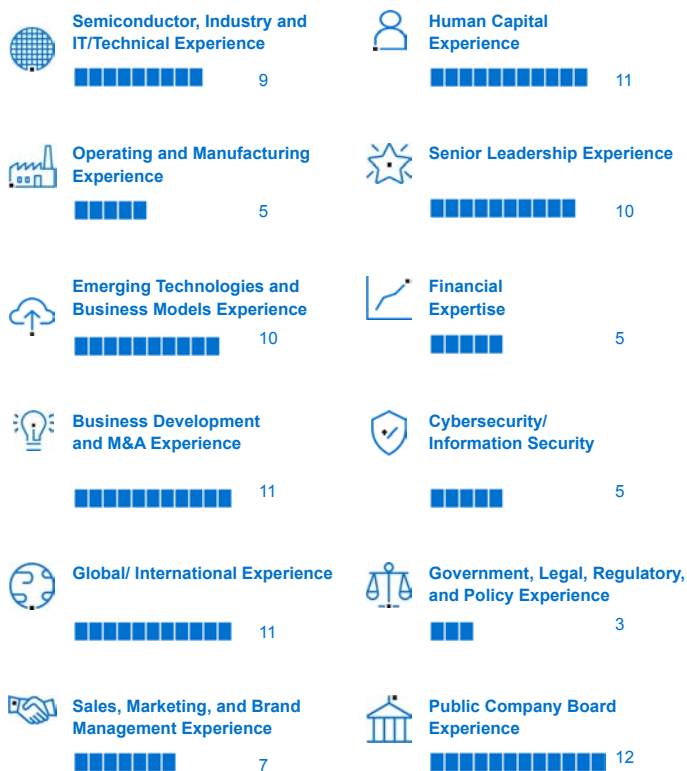 Semiconductor, Industry and
IT/Technical Experience
9
Human Capital
Experience
11
Operating and Manufacturing
Experience
5
Senior Leadership Experience
10
Emerging Technologies and
Business Models Experience
10
Financial
Expertise
5
Business Development
and M&A Experience
11
Cybersecurity/
Information Security
5
Global/ International Experience
11
Government, Legal, Regulatory,
and Policy Experience
3
Sales, Marketing, and Brand
Management Experience
7
Public Company Board
Experience
12